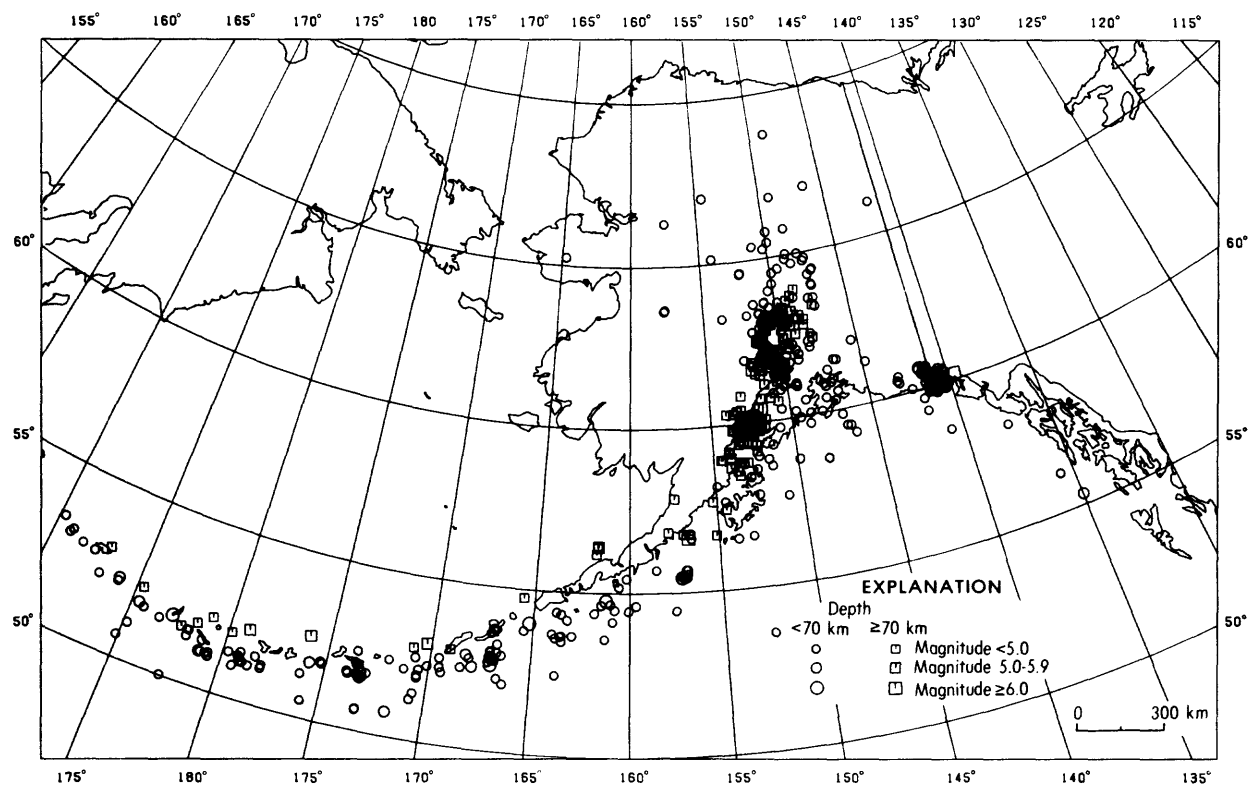 155° 160° 165° 170° 175° 180° 175° 170° 165° 160° 155° 150° 145° 140° 135° 130° 125° 120° 115°
60° 60°
55° 55°
50° 50°
EXPLANATION
Depth
<70 km ≥70 km
Magnitude <5.0
Magnitude 5.0-5.9
Magnitude ≥6.0
0 300 km
175° 180° 175° 170° 165° 160° 155° 150° 145° 140° 135°